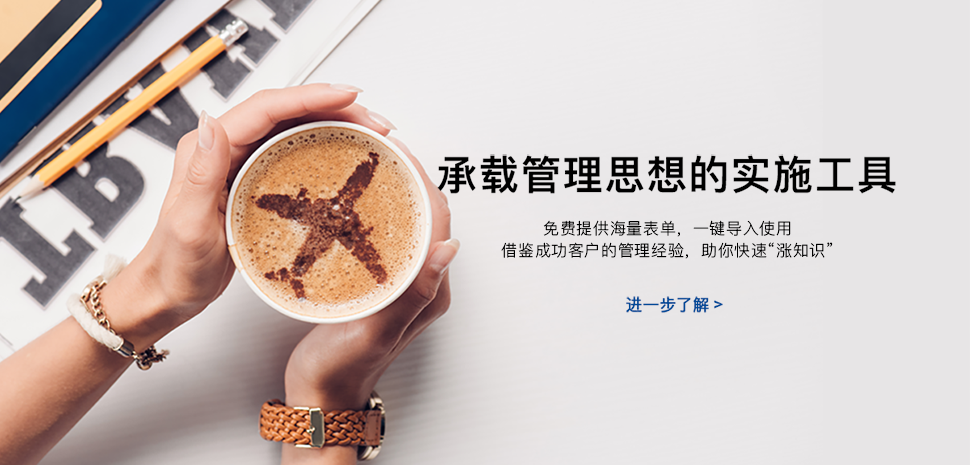 承载管理思想的实施工具
免费提供海量表单，一键导入使用
借鉴成功客户的管理经验，助你快速“涨知识”
进一步了解 >